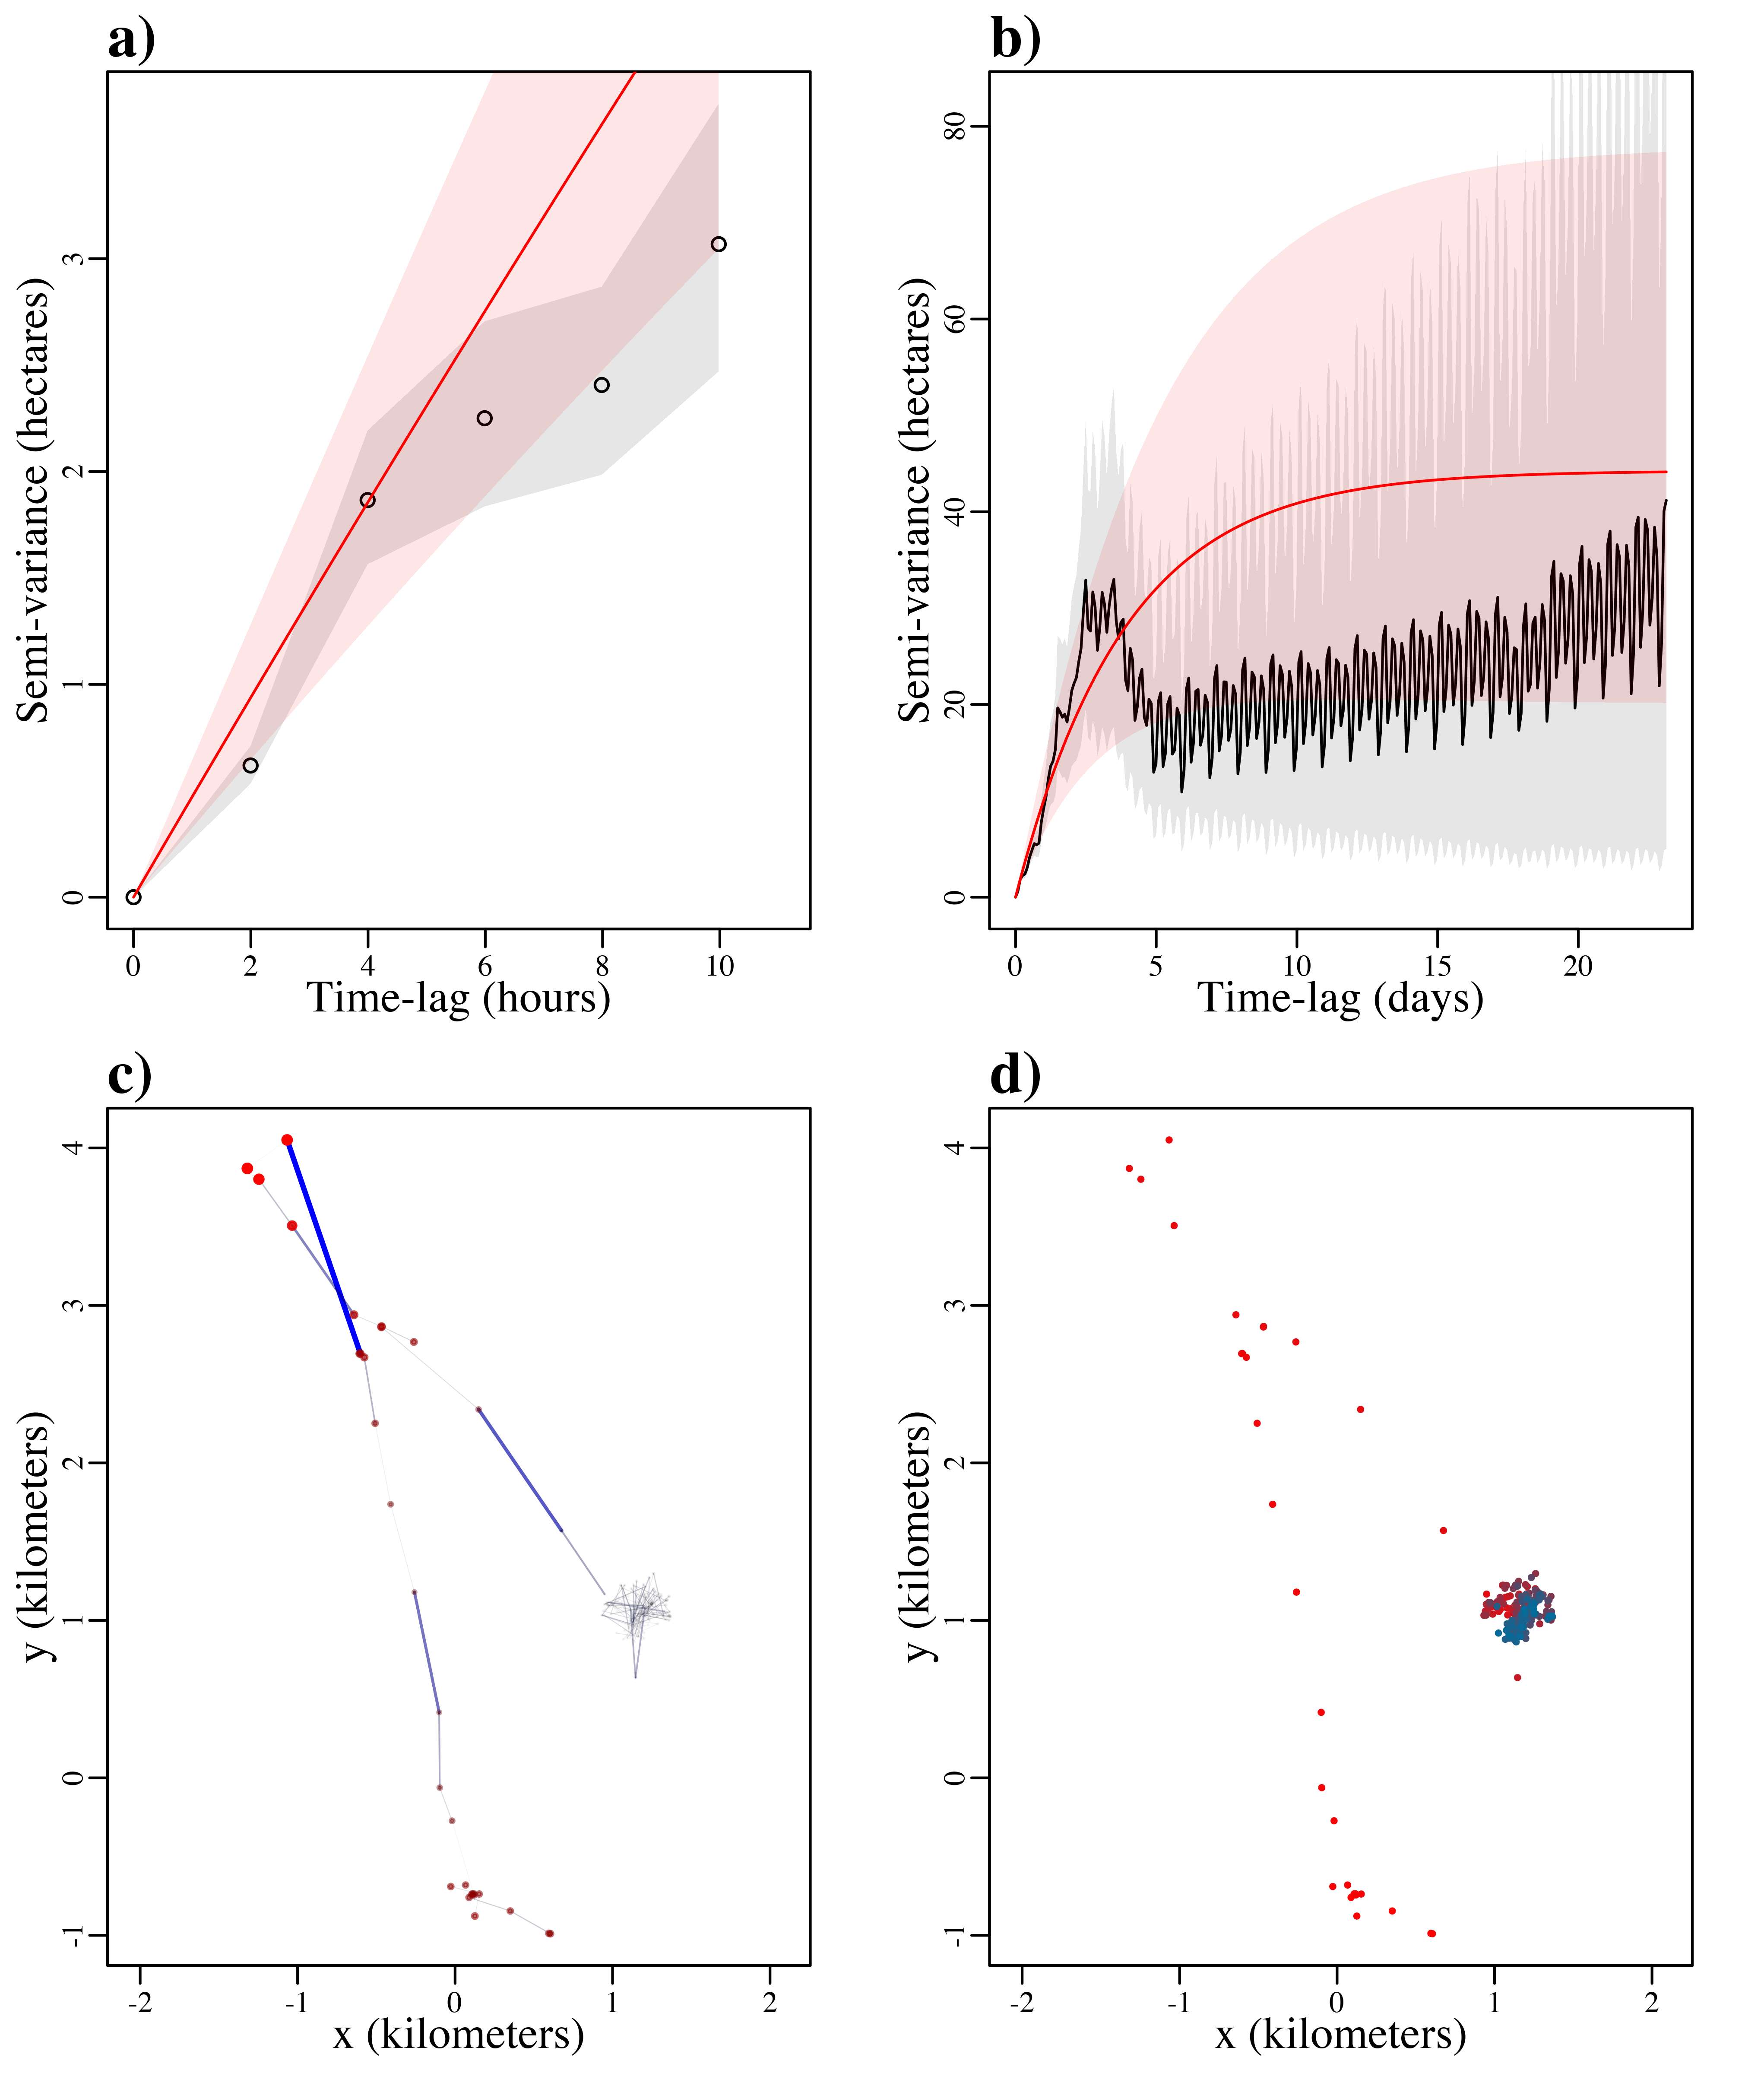 a)
Semi-variance (hectares)
3
2
1
0
0 2 4 6 8 10
Time-lag (hours)
b)
Semi-variance (hectares)
80
60
40
20
0
0 5 10 15 20
Time-lag (days)
c)
y (kilometers)
4
3
2
1
0
-1
-2 -1 0 1 2
x (kilometers)
d)
y (kilometers)
4
3
2
1
0
-1
-2 -1 0 1 2
x (kilometers)